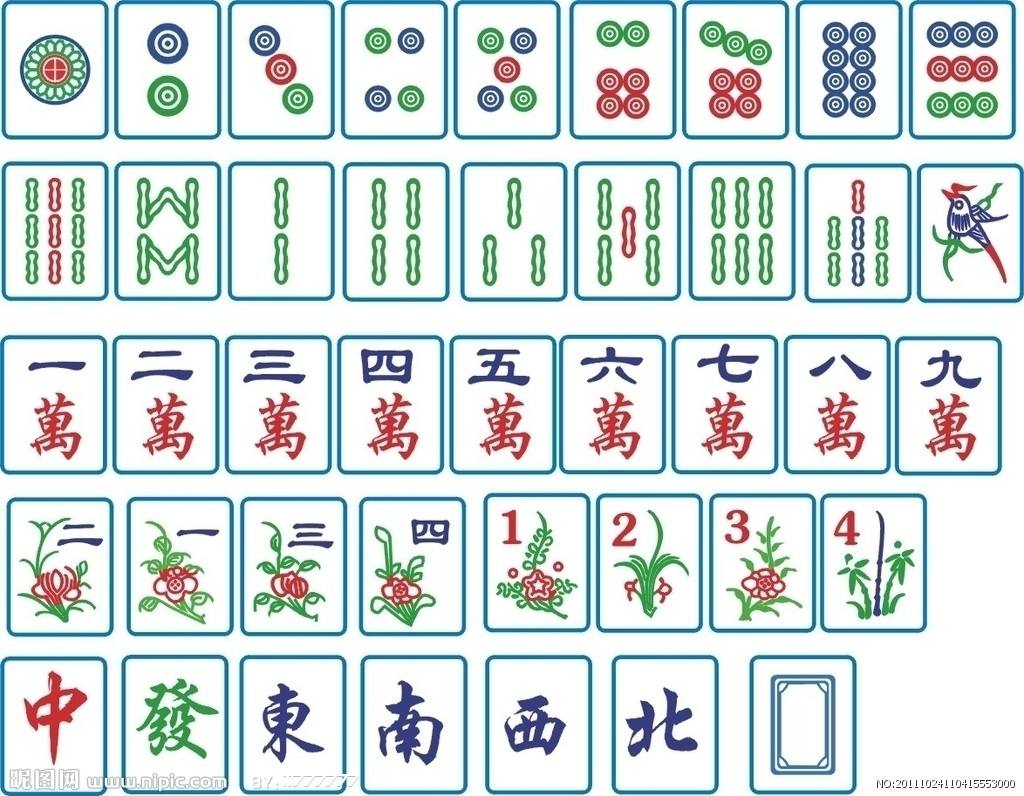 一萬 二萬 三萬 四萬 五萬 六萬 七萬 八萬 九萬
二 一 三 四 1 2 3 4
中 發 東 南 西 北
昵图网 www.nipic.com
NO:20111024110415553000